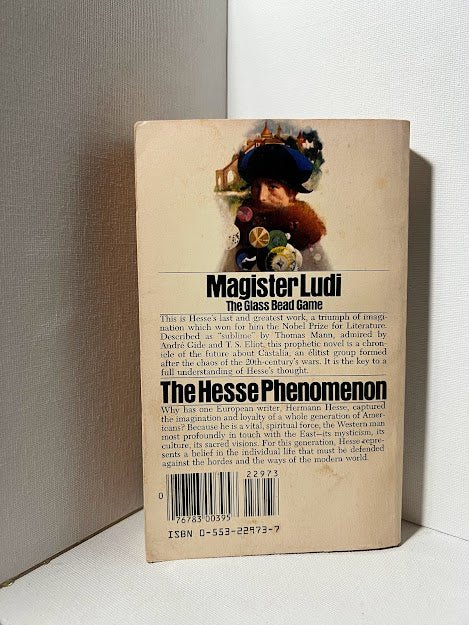 Magister Ludi
The Glass Bead Game
This is Hesse's last and greatest work, a triumph of imagi-
nation which won for him the Nobel Prize for Literature.
Described as "sublime" by Thomas Mann, admired by
André Gide and T. S. Eliot, this prophetic novel is a chron-
icle of the future about Castalia, an élitist group formed
after the chaos of the 20th-century's wars. It is the key to a
full understanding of Hesse's thought.
The Hesse Phenomenon
Why has one European writer, Hermann Hesse, captured
the imagination and loyalty of a whole generation of Amer-
icans? Because he is a vital, spiritual force, the Western man
most profoundly in touch with the East—its mysticism, its
culture, its sacred visions. For this generation, Hesse repre-
sents a belief in the individual life that must be defended
against the hordes and the ways of the modern world.
22973
0
76783 00395
ISBN 0-553-22973-7